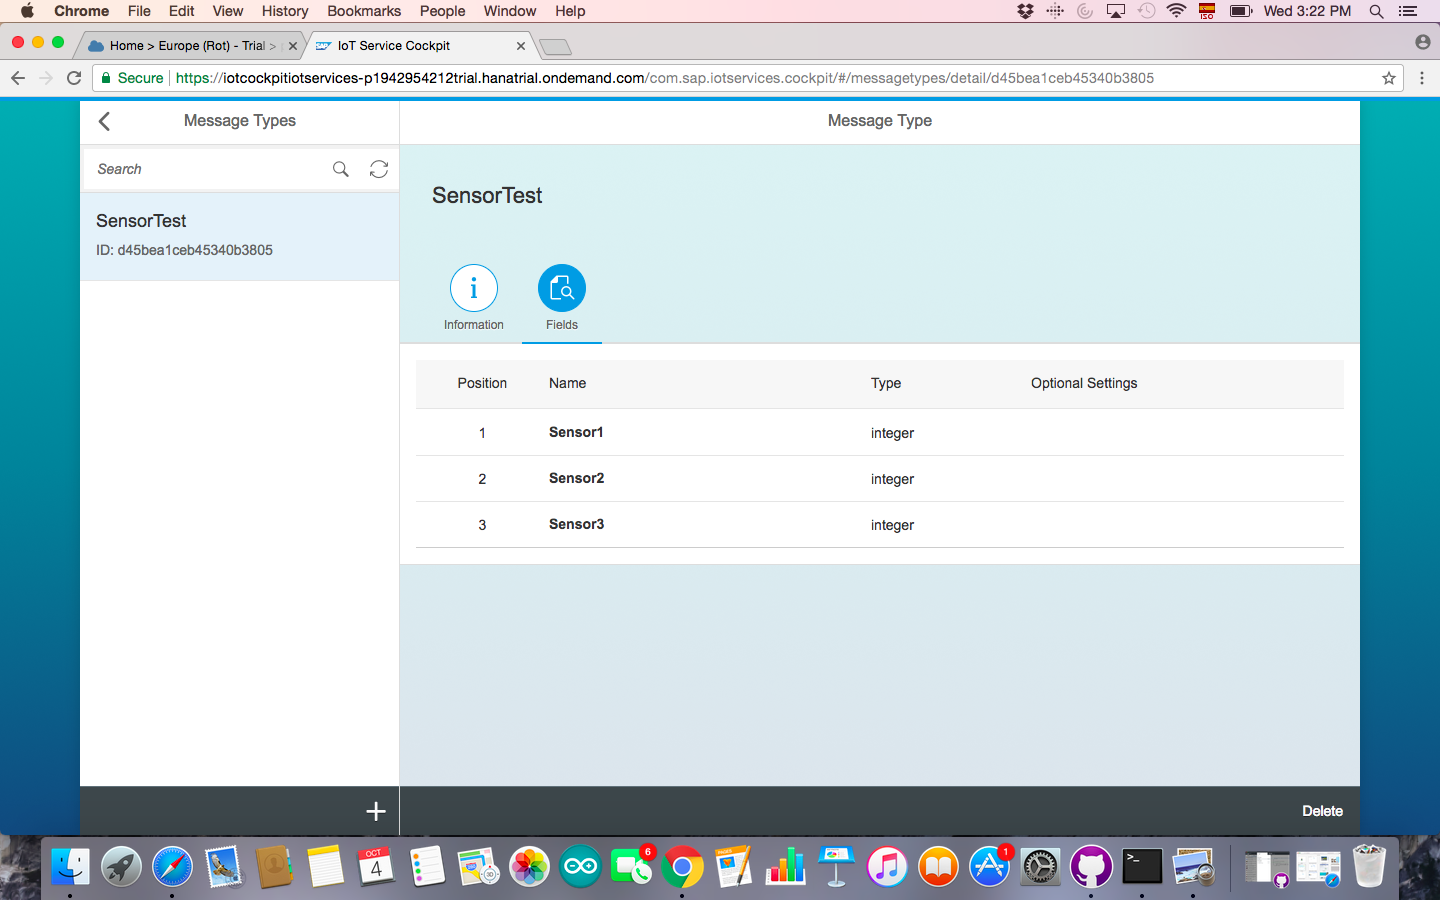 Chrome File Edit View History Bookmarks People Window Help Wed 3:22 PM
Home > Europe (Rot) - Trial >
SAP IoT Service Cockpit
Secure https://iotcockpitiotservices-p1942954212trial.hanatrial.ondemand.com/com.sap.iotservices.cockpit/#/messagetypes/detail/d45bea1ceb45340b3805
Message Types
Message Type
Search
SensorTest
ID: d45bea1ceb45340b3805
SensorTest
Information
Fields
Position Name Type Optional Settings
1 Sensor1 integer
2 Sensor2 integer
3 Sensor3 integer
Delete
OCT
4
6
PAGES
1